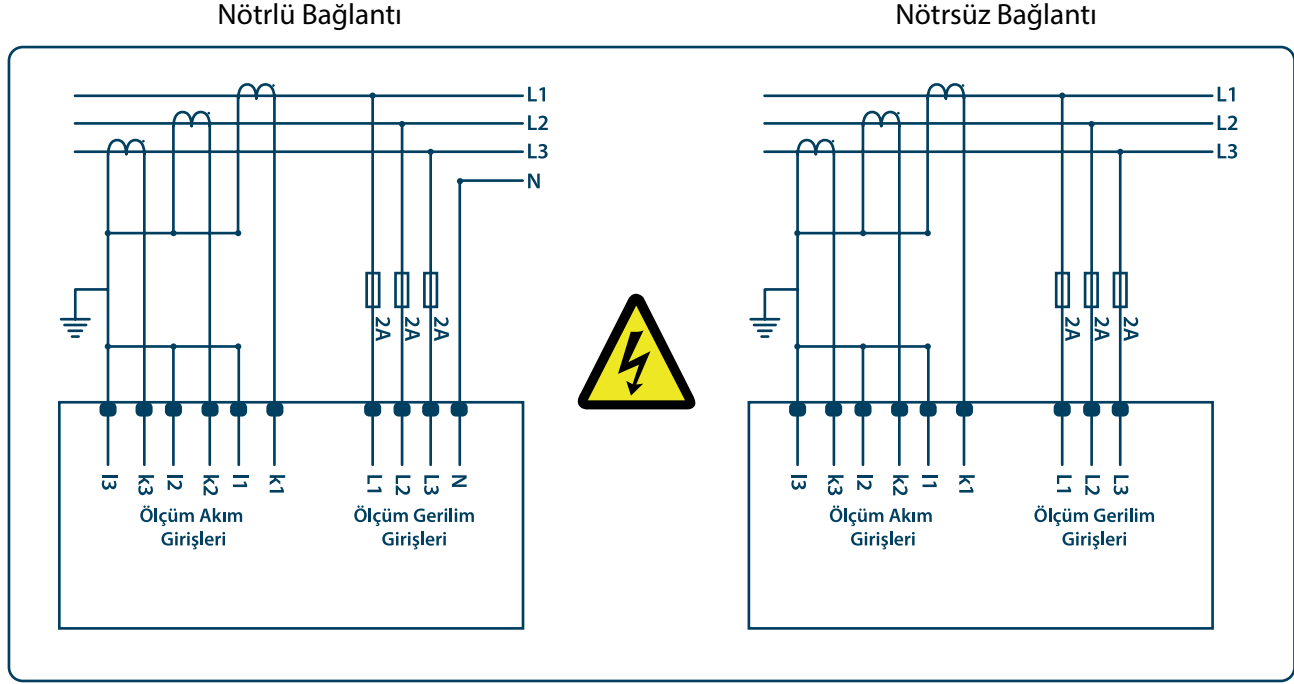 Nötrlü Bağlantı
L1
L2
L3
N
2A
2A
2A
l3
k3
l2
k2
l1
k1
L1
L2
L3
N
Ölçüm Akım
Girişleri
Ölçüm Gerilim
Girişleri
Nötrsüz Bağlantı
L1
L2
L3
2A
2A
2A
l3
k3
l2
k2
l1
k1
L1
L2
L3
Ölçüm Akım
Girişleri
Ölçüm Gerilim
Girişleri